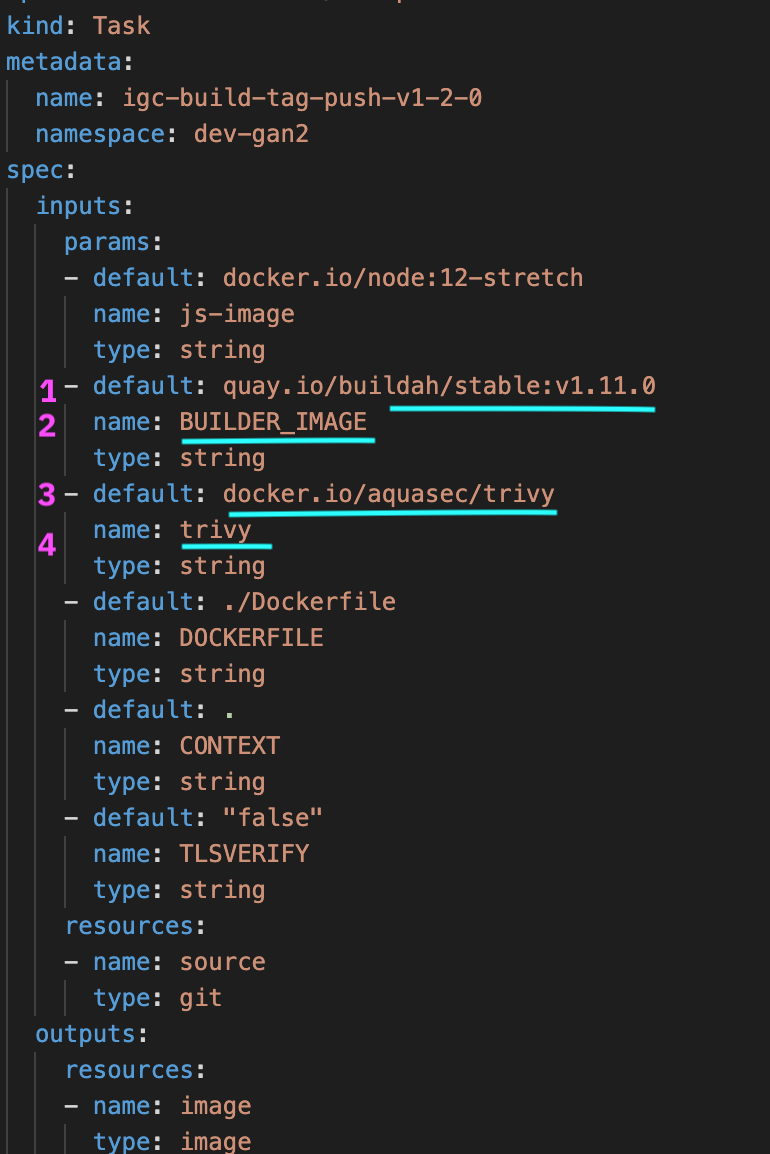 kind: Task
metadata:
name: igc-build-tag-push-v1-2-0
namespace: dev-gan2
spec:
inputs:
params:
- default: docker.io/node:12-stretch
name: js-image
type: string
1 - default: quay.io/buildah/stable:v1.11.0
2 name: BUILDER_IMAGE
type: string
3 - default: docker.io/aquasec/trivy
4 name: trivy
type: string
- default: ./Dockerfile
name: DOCKERFILE
type: string
- default: .
name: CONTEXT
type: string
- default: "false"
name: TLSVERIFY
type: string
resources:
- name: source
type: git
outputs:
resources:
- name: image
type: image